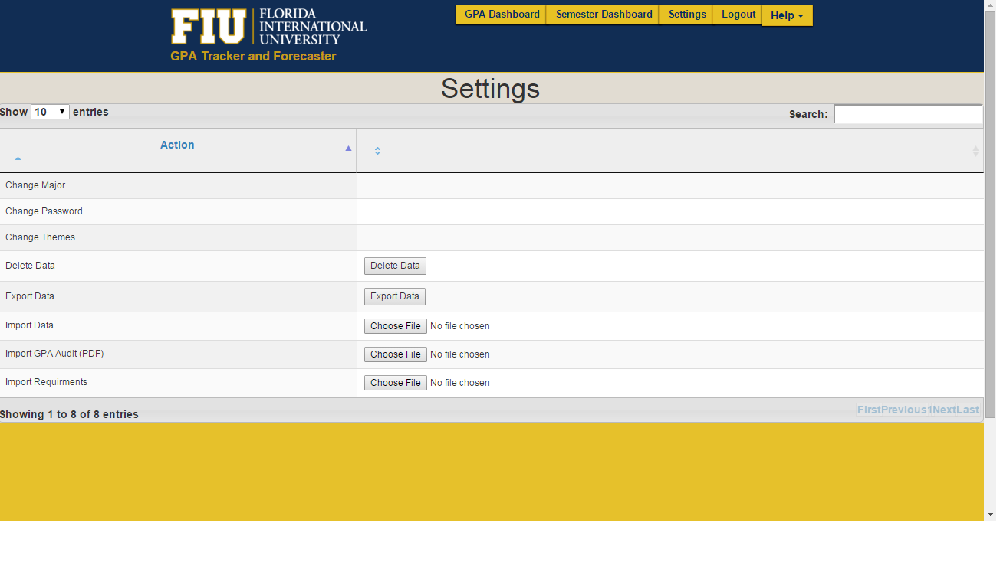 FIU FLORIDA INTERNATIONAL UNIVERSITY
GPA Tracker and Forecaster
GPA Dashboard Semester Dashboard Settings Logout Help
Settings
Show 10 entries Search:
Action
Change Major
Change Password
Change Themes
Delete Data Delete Data
Export Data Export Data
Import Data Choose File No file chosen
Import GPA Audit (PDF) Choose File No file chosen
Import Requirments Choose File No file chosen
Showing 1 to 8 of 8 entries FirstPrevious1NextLast